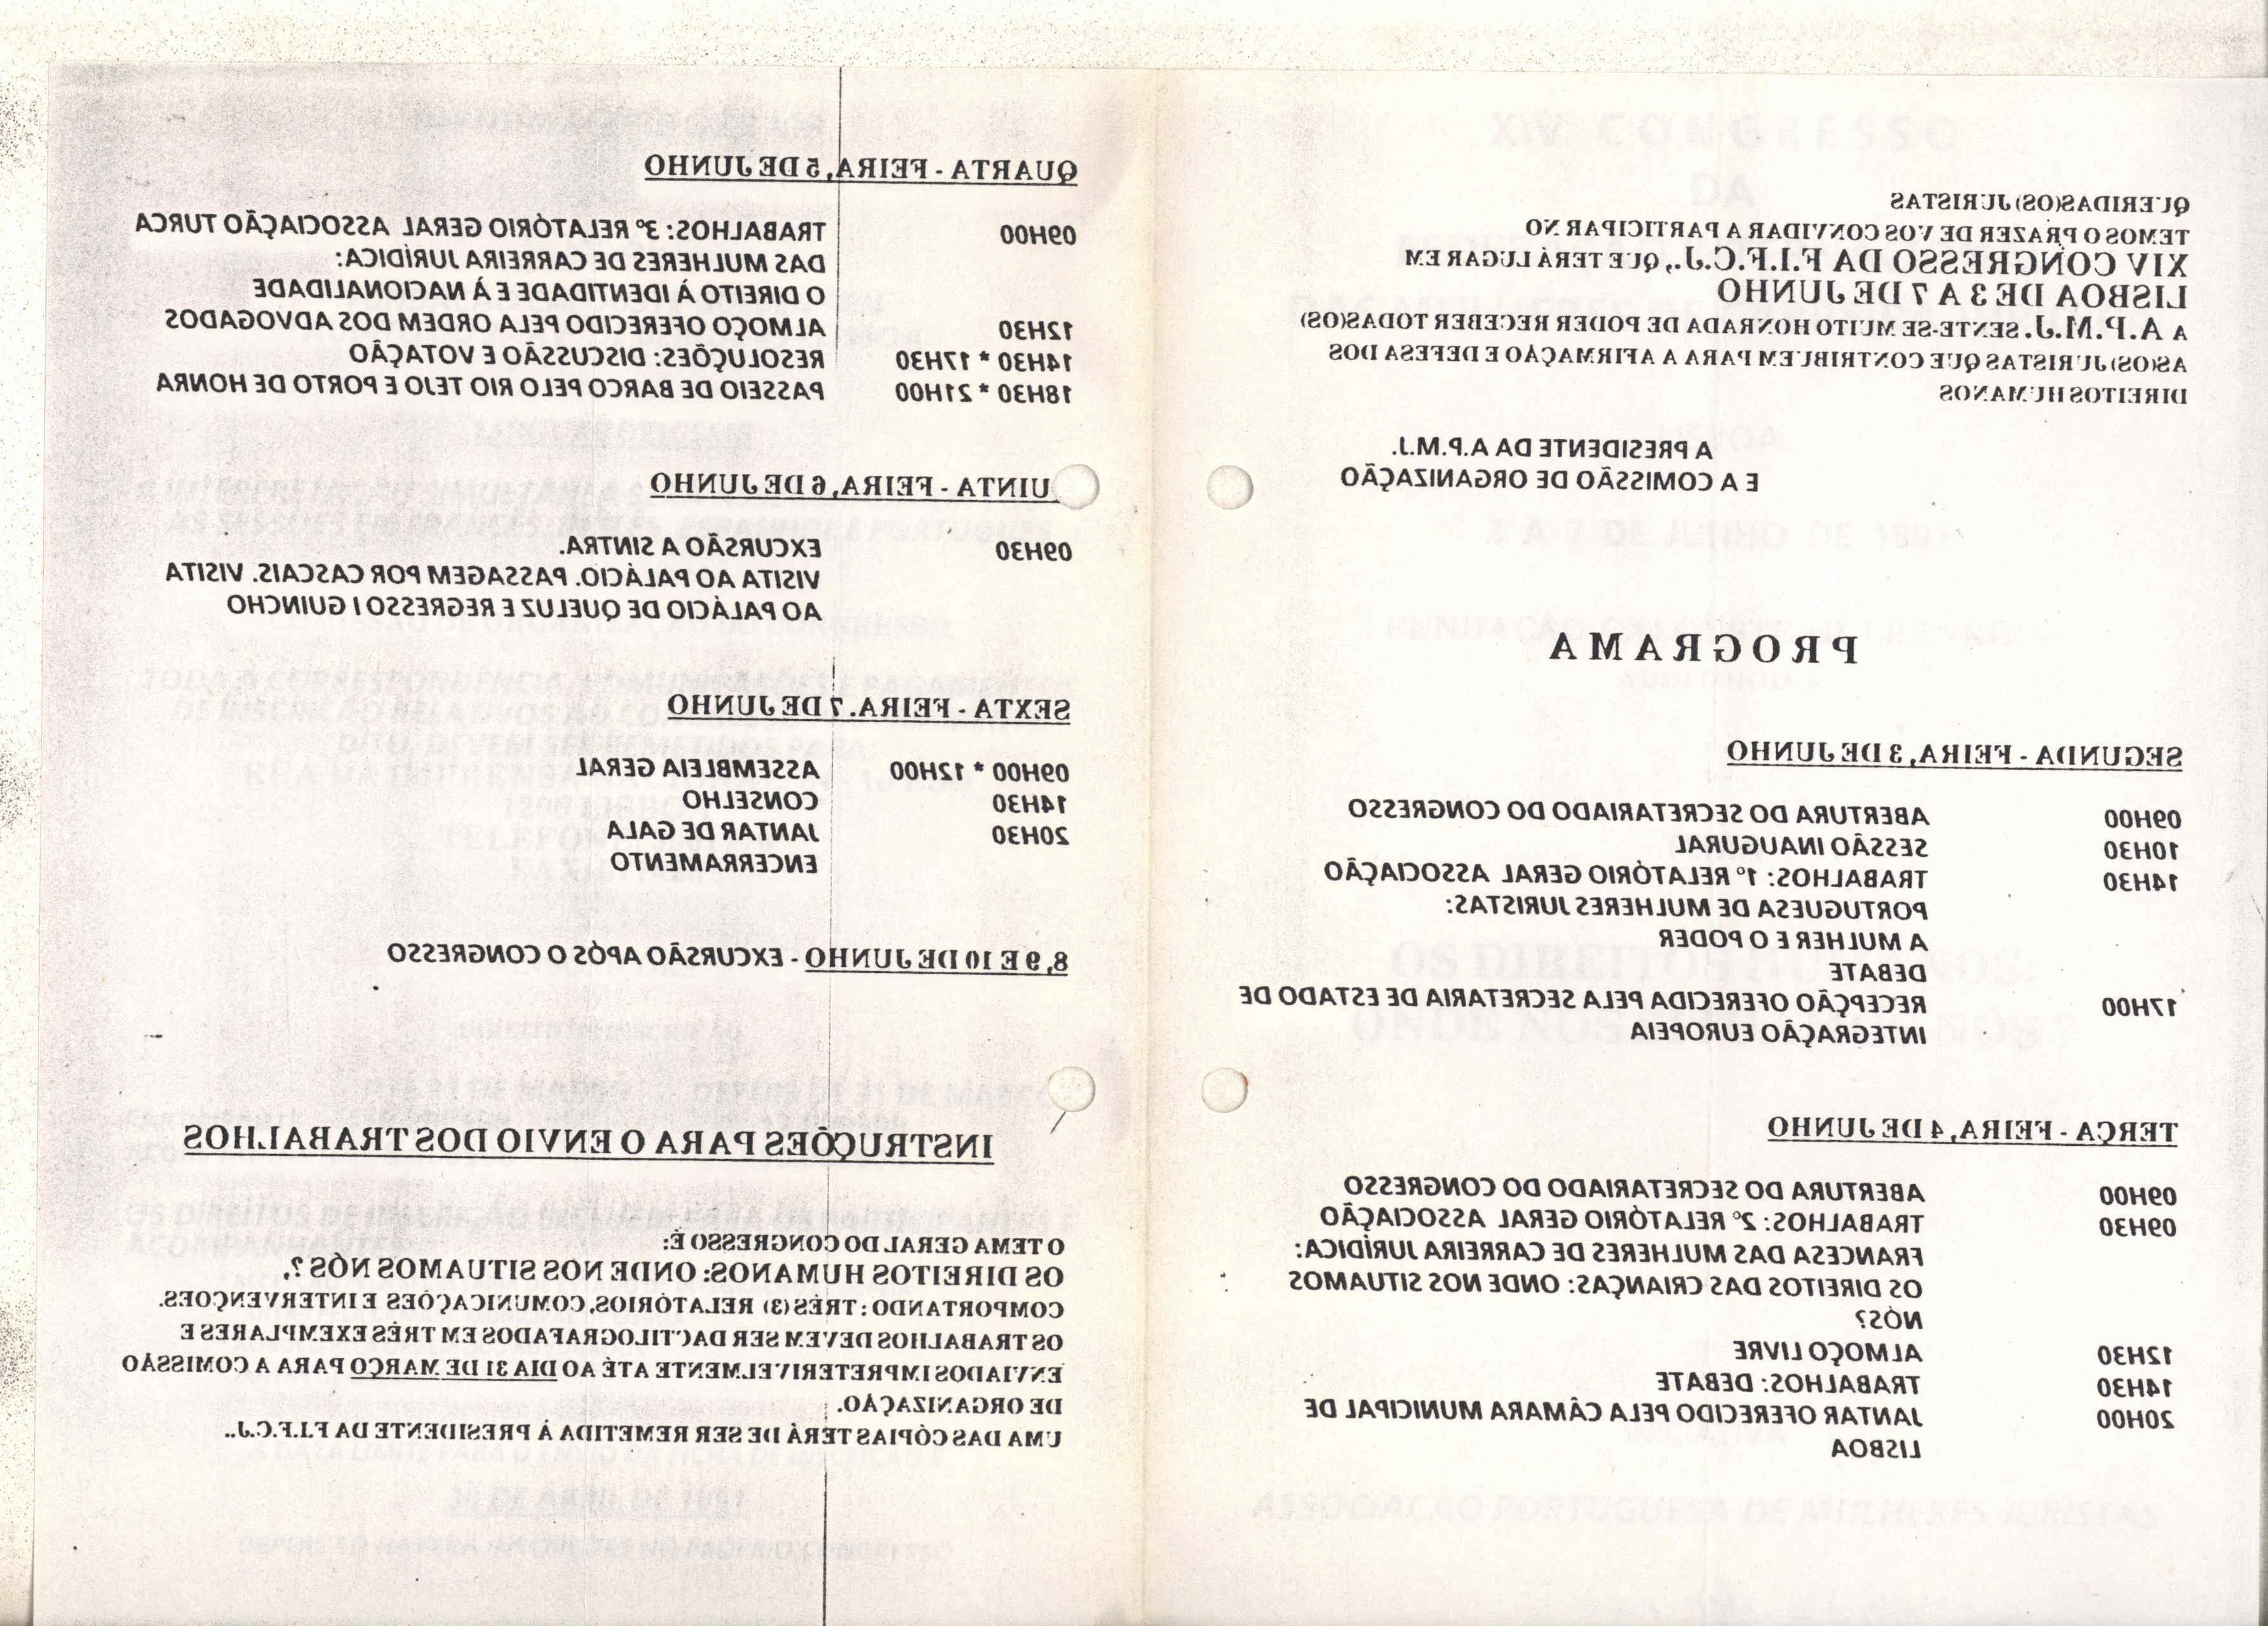 QUERIDAS(OS) JURISTAS
TEMOS O PRAZER DE VOS CONVIDAR A PARTICIPAR NO
XIV CONGRESSO DA F.I.F.C.J., QUE TERÁ LUGAR EM
LISBOA DE 3 A 7 DE JUNHO
A A.P.M.J. SENTE-SE MUITO HONRADA DE PODER RECEBER TODAS(OS)
AS(OS) JURISTAS QUE CONTRIBUEM PARA A AFIRMAÇÃO E DEFESA DOS
DIREITOS HUMANOS
A PRESIDENTE DA A.P.M.J.
E A COMISSÃO DE ORGANIZAÇÃO
PROGRAMA
SEGUNDA - FEIRA, 3 DE JUNHO
09H00 ABERTURA DO SECRETARIADO DO CONGRESSO
10H30 SESSÃO INAUGURAL
14H30 TRABALHOS: 1º RELATÓRIO GERAL ASSOCIAÇÃO
PORTUGUESA DE MULHERES JURISTAS:
A MULHER E O PODER
DEBATE
17H00 RECEPÇÃO OFERECIDA PELA SECRETARIA DE ESTADO DE
INTEGRAÇÃO EUROPEIA
TERÇA - FEIRA, 4 DE JUNHO
09H00 ABERTURA DO SECRETARIADO DO CONGRESSO
09H30 TRABALHOS: 2º RELATÓRIO GERAL ASSOCIAÇÃO
FRANCESA DAS MULHERES DE CARREIRA JURÍDICA:
OS DIREITOS DAS CRIANÇAS: ONDE NOS SITUAMOS
NÓS?
12H30 ALMOÇO LIVRE
14H30 TRABALHOS: DEBATE
20H00 JANTAR OFERECIDO PELA CÂMARA MUNICIPAL DE
LISBOA
QUARTA - FEIRA, 5 DE JUNHO
09H00 TRABALHOS: 3º RELATÓRIO GERAL ASSOCIAÇÃO TURCA
DAS MULHERES DE CARREIRA JURÍDICA:
O DIREITO À IDENTIDADE E À NACIONALIDADE
12H30 ALMOÇO OFERECIDO PELA ORDEM DOS ADVOGADOS
14H30 * 17H30 RESOLUÇÕES: DISCUSSÃO E VOTAÇÃO
18H30 * 21H00 PASSEIO DE BARCO PELO RIO TEJO E PORTO DE HONRA
UINTA - FEIRA, 6 DE JUNHO
09H30 EXCURSÃO A SINTRA.
VISITA AO PALÁCIO. PASSAGEM POR CASCAIS. VISITA
AO PALÁCIO DE QUELUZ E REGRESSO I GUINCHO
SEXTA - FEIRA. 7 DE JUNHO
09H00 * 12H00 ASSEMBLEIA GERAL
14H30 CONSELHO
20H30 JANTAR DE GALA
ENCERRAMENTO
8, 9 E 10 DE JUNHO - EXCURSÃO APÓS O CONGRESSO
INSTRUÇÕES PARA O ENVIO DOS TRABALHOS
O TEMA GERAL DO CONGRESSO É:
OS DIREITOS HUMANOS: ONDE NOS SITUAMOS NÓS?,
COMPORTANDO: TRÊS (3) RELATÓRIOS, COMUNICAÇÕES E INTERVENÇOES.
OS TRABALHOS DEVEM SER DACTILOGRAFADOS EM TRÊS EXEMPLARES E
ENVIADOS IMPRETERIVELMENTE ATÉ AO DIA 31 DE MARÇO PARA A COMISSÃO
DE ORGANIZAÇÃO.
UMA DAS CÓPIAS TERÁ DE SER REMETIDA À PRESIDENTE DA F.I.F.C.J..